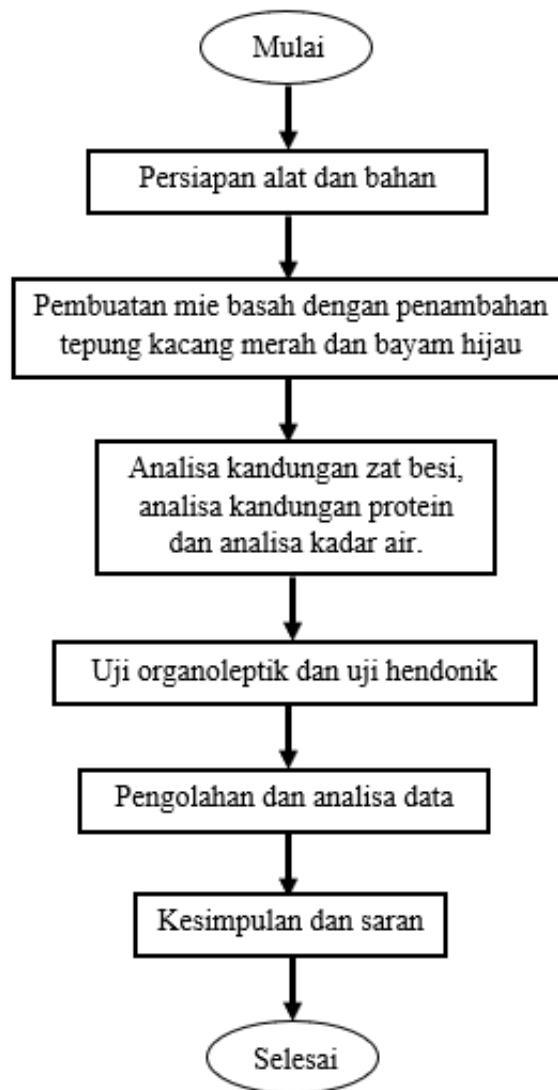 Mulai
Persiapan alat dan bahan
Pembuatan mie basah dengan penambahan
tepung kacang merah dan bayam hijau
Analisa kandungan zat besi,
analisa kandungan protein
dan analisa kadar air.
Uji organoleptik dan uji hendonik
Pengolahan dan analisa data
Kesimpulan dan saran
Selesai